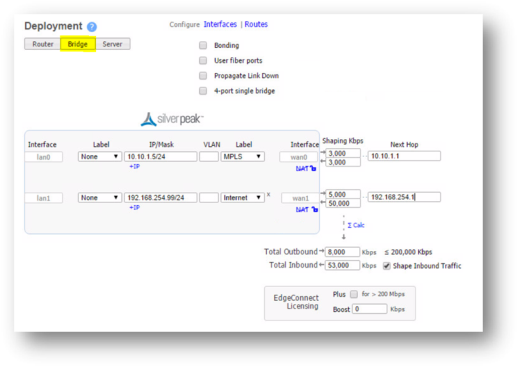 Deployment ?
Configure Interfaces | Routes
Router Bridge Server
Bonding
User fiber ports
Propagate Link Down
4-port single bridge
silver peak
Interface Label IP/Mask VLAN Label Interface Shaping Kbps Next Hop
lan0 None 10.10.1.5/24 MPLS wan0 3,000 10.10.1.1
3,000
+IP NAT
lan1 None 192.168.254.99/24 Internet x wan1 5,000 192.168.254.1
50,000
+IP NAT
Σ Calc
Total Outbound 8,000 Kbps ≤ 200,000 Kbps
Total Inbound 53,000 Kbps Shape Inbound Traffic
EdgeConnect Licensing
Plus for > 200 Mbps
Boost 0 Kbps